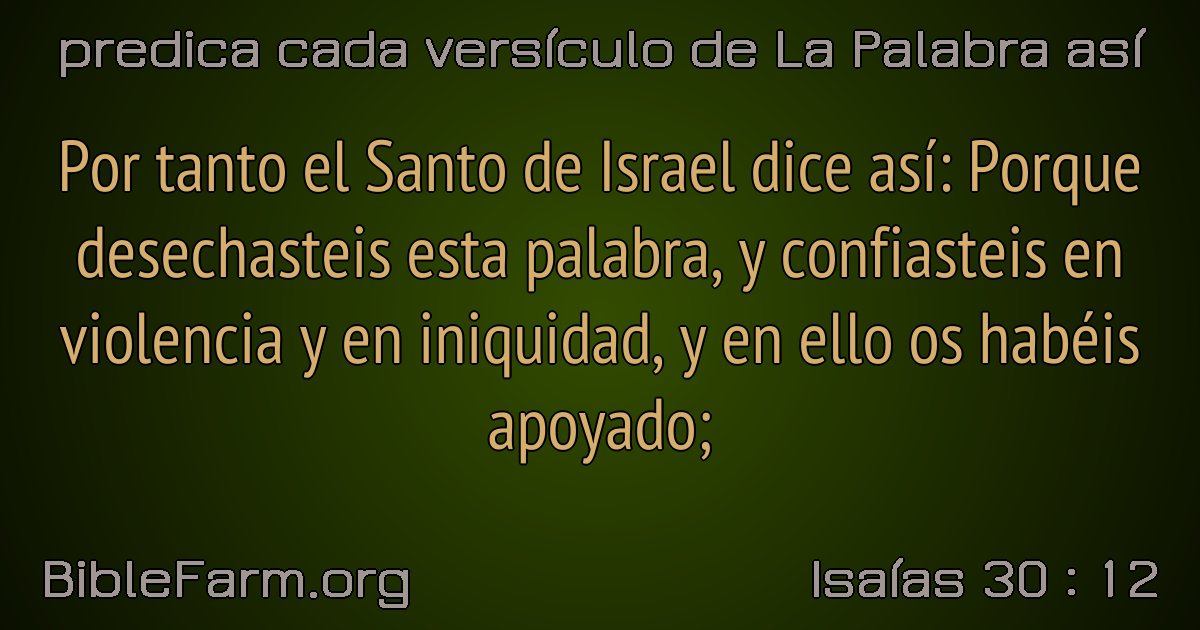 predica cada versículo de La Palabra así
Por tanto el Santo de Israel dice así: Porque
desechasteis esta palabra, y confiasteis en
violencia y en iniquidad, y en ello os habéis
apoyado;
BibleFarm.org
Isaías 30 : 12